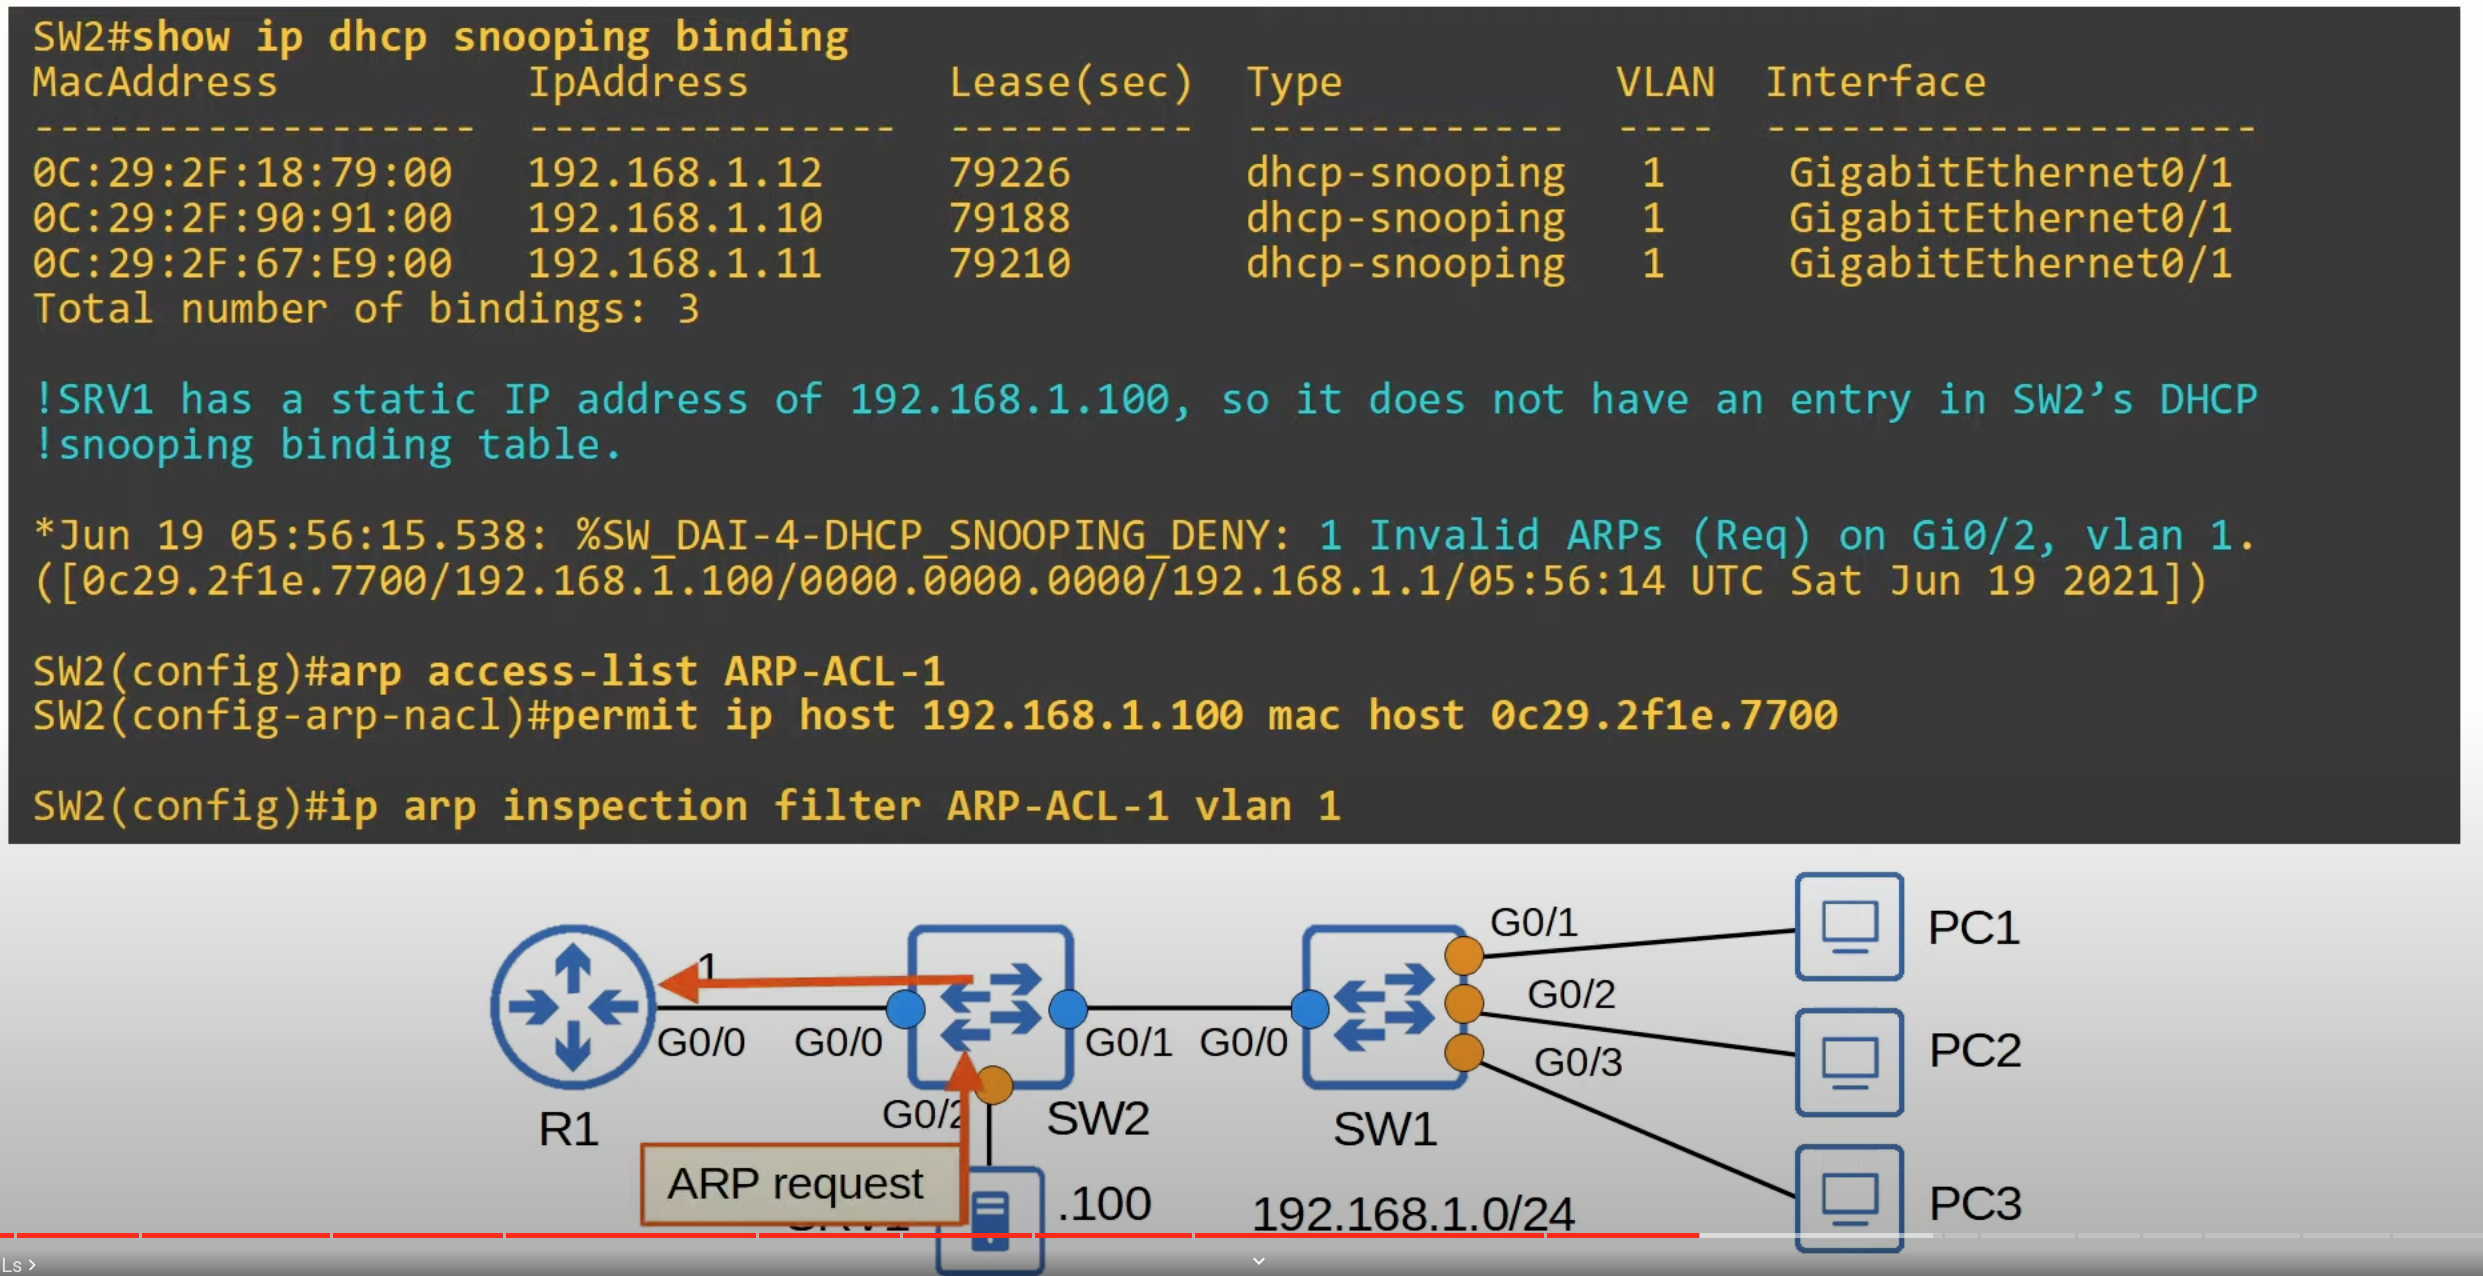 SW2#show ip dhcp snooping binding
MacAddress IpAddress Lease(sec) Type VLAN Interface
------------------ --------------- ---------- ------------- ---- --------------------
0C:29:2F:18:79:00 192.168.1.12 79226 dhcp-snooping 1 GigabitEthernet0/1
0C:29:2F:90:91:00 192.168.1.10 79188 dhcp-snooping 1 GigabitEthernet0/1
0C:29:2F:67:E9:00 192.168.1.11 79210 dhcp-snooping 1 GigabitEthernet0/1
Total number of bindings: 3
!SRV1 has a static IP address of 192.168.1.100, so it does not have an entry in SW2’s DHCP
!snooping binding table.
*Jun 19 05:56:15.538: %SW_DAI-4-DHCP_SNOOPING_DENY: 1 Invalid ARPs (Req) on Gi0/2, vlan 1.
([0c29.2f1e.7700/192.168.1.100/0000.0000.0000/192.168.1.1/05:56:14 UTC Sat Jun 19 2021])
SW2(config)#arp access-list ARP-ACL-1
SW2(config-arp-nacl)#permit ip host 192.168.1.100 mac host 0c29.2f1e.7700
SW2(config)#ip arp inspection filter ARP-ACL-1 vlan 1
G0/1 PC1
.1
G0/2
G0/0 G0/0 G0/1 G0/0 PC2
G0/3
G0/2 SW2
R1 SW1
ARP request
.100 192.168.1.0/24 PC3
Ls